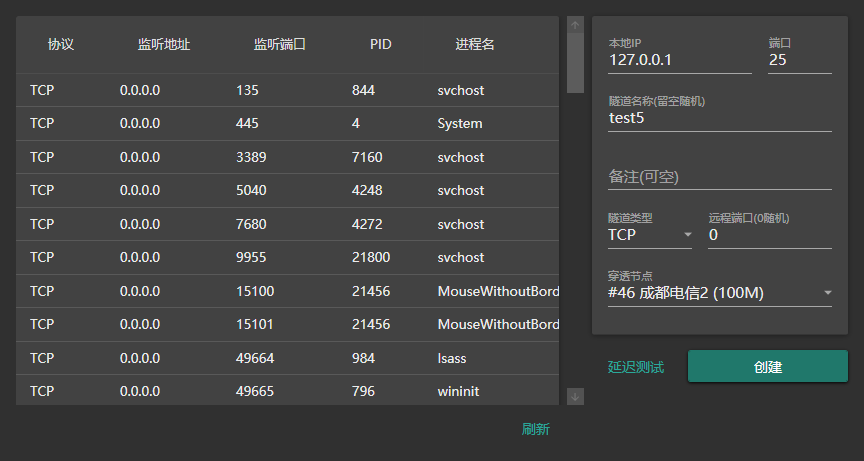 协议 监听地址 监听端口 PID 进程名
TCP 0.0.0.0 135 844 svchost
TCP 0.0.0.0 445 4 System
TCP 0.0.0.0 3389 7160 svchost
TCP 0.0.0.0 5040 4248 svchost
TCP 0.0.0.0 7680 4272 svchost
TCP 0.0.0.0 9955 21800 svchost
TCP 0.0.0.0 15100 21456 MouseWithoutBord
TCP 0.0.0.0 15101 21456 MouseWithoutBord
TCP 0.0.0.0 49664 984 lsass
TCP 0.0.0.0 49665 796 wininit
刷新
本地IP 端口
127.0.0.1 25
隧道名称(留空随机)
test5
备注(可空)
隧道类型 远程端口(0随机)
TCP 0
穿透节点
#46 成都电信2 (100M)
延迟测试 创建